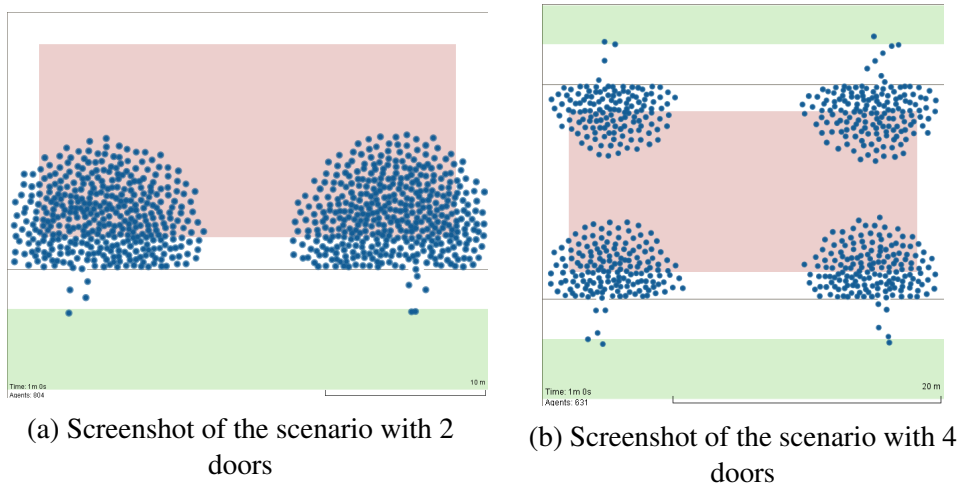 Time: 1m 0s
Agents: 804
10 m
(a) Screenshot of the scenario with 2
doors
Time: 1m 0s
Agents: 631
20 m
(b) Screenshot of the scenario with 4
doors